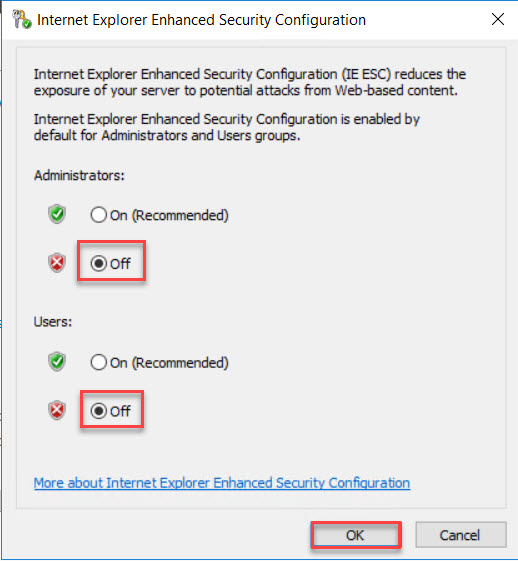 Internet Explorer Enhanced Security Configuration
Internet Explorer Enhanced Security Configuration (IE ESC) reduces the
exposure of your server to potential attacks from Web-based content.
Internet Explorer Enhanced Security Configuration is enabled by
default for Administrators and Users groups.
Administrators:
On (Recommended)
Off
Users:
On (Recommended)
Off
More about Internet Explorer Enhanced Security Configuration
OK
Cancel